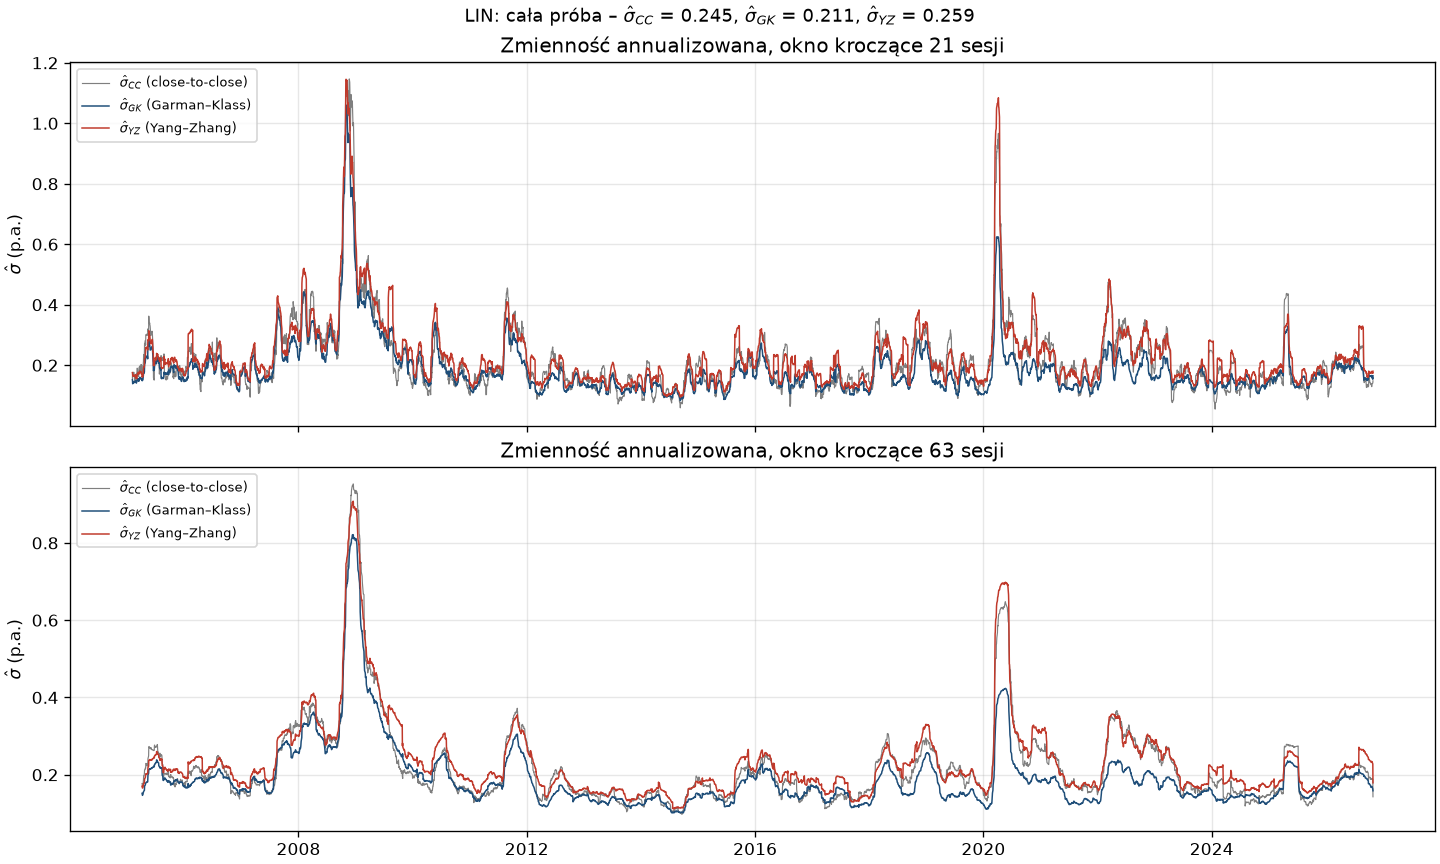 LIN: cała próba – σ̂_CC = 0.245, σ̂_GK = 0.211, σ̂_YZ = 0.259
Zmienność annualizowana, okno kroczące 21 sesji
σ̂_CC (close-to-close)
σ̂_GK (Garman–Klass)
σ̂_YZ (Yang–Zhang)
σ̂ (p.a.)
1.2
1.0
0.8
0.6
0.4
0.2
Zmienność annualizowana, okno kroczące 63 sesji
σ̂_CC (close-to-close)
σ̂_GK (Garman–Klass)
σ̂_YZ (Yang–Zhang)
σ̂ (p.a.)
0.8
0.6
0.4
0.2
2008 2012 2016 2020 2024